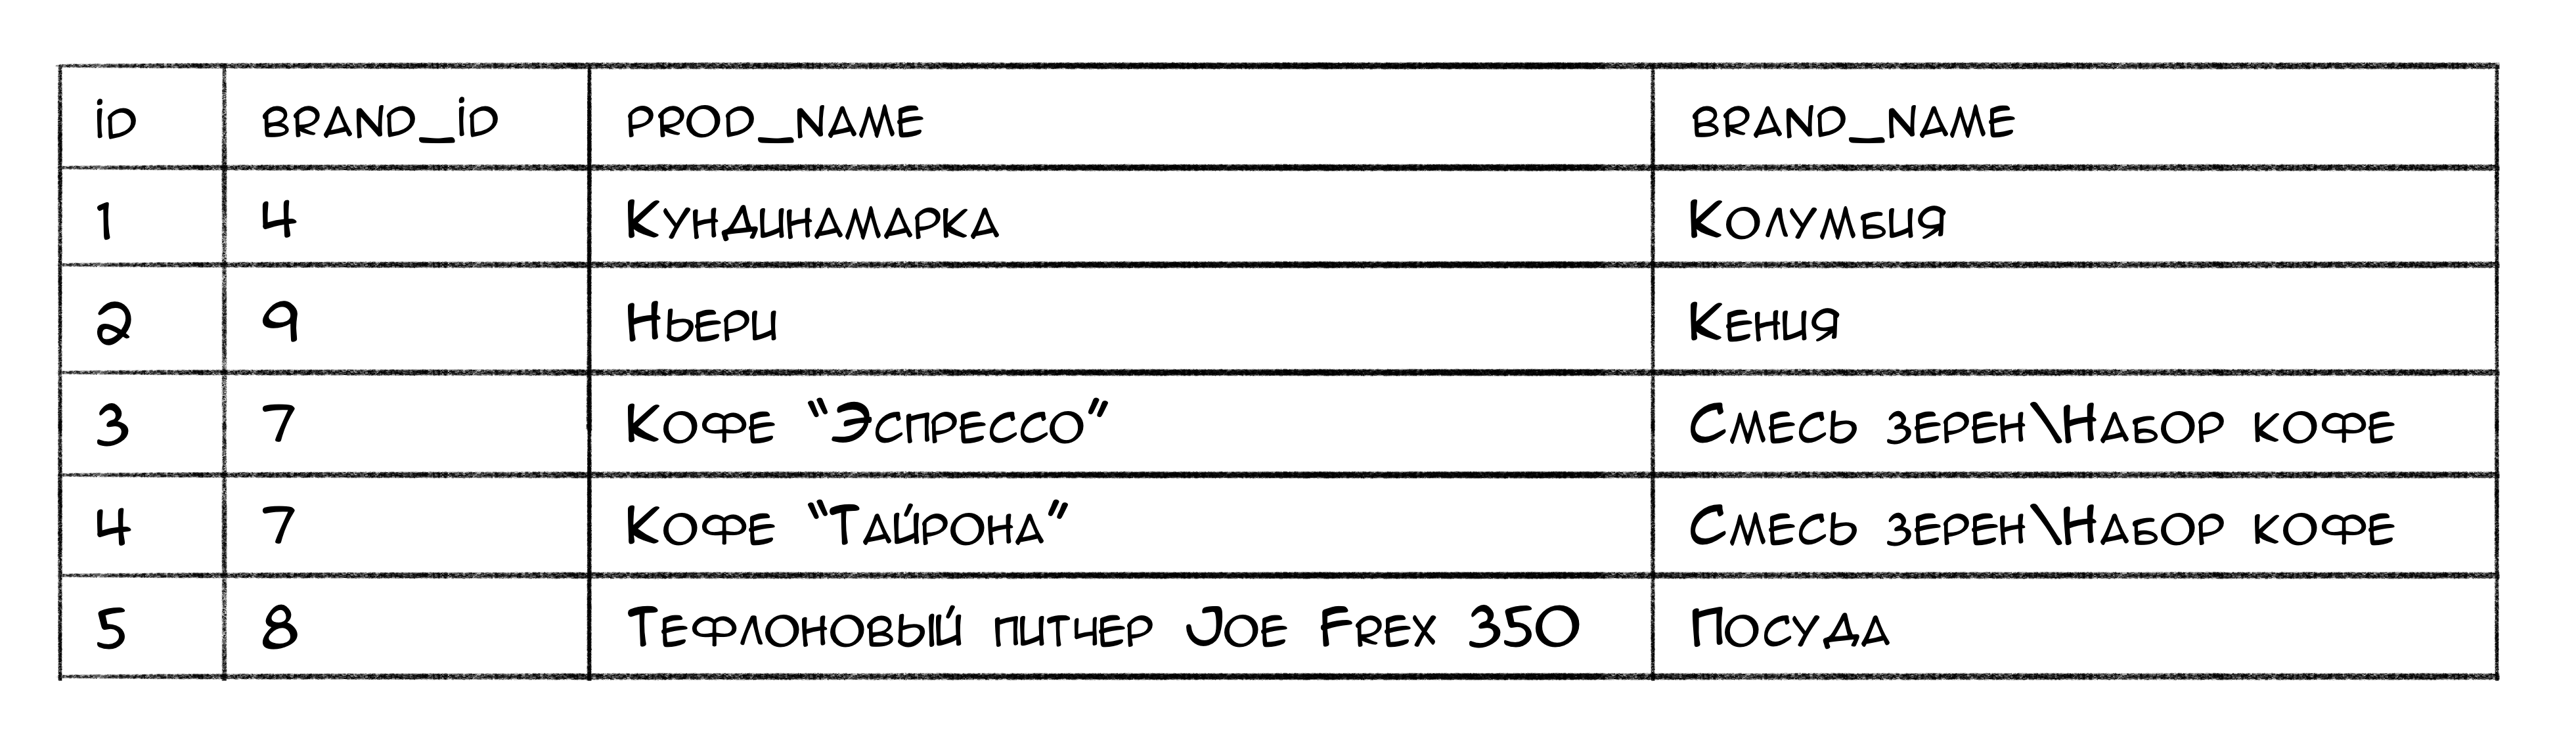 id brand_id prod_name brand_name
1 4 Кундинамарка Колумбия
2 9 Ньери Кения
3 7 Кофе "Эспрессо" Смесь зерен\Набор кофе
4 7 Кофе "Тайрона" Смесь зерен\Набор кофе
5 8 Тефлоновый питчер Joe Frex 350 Посуда